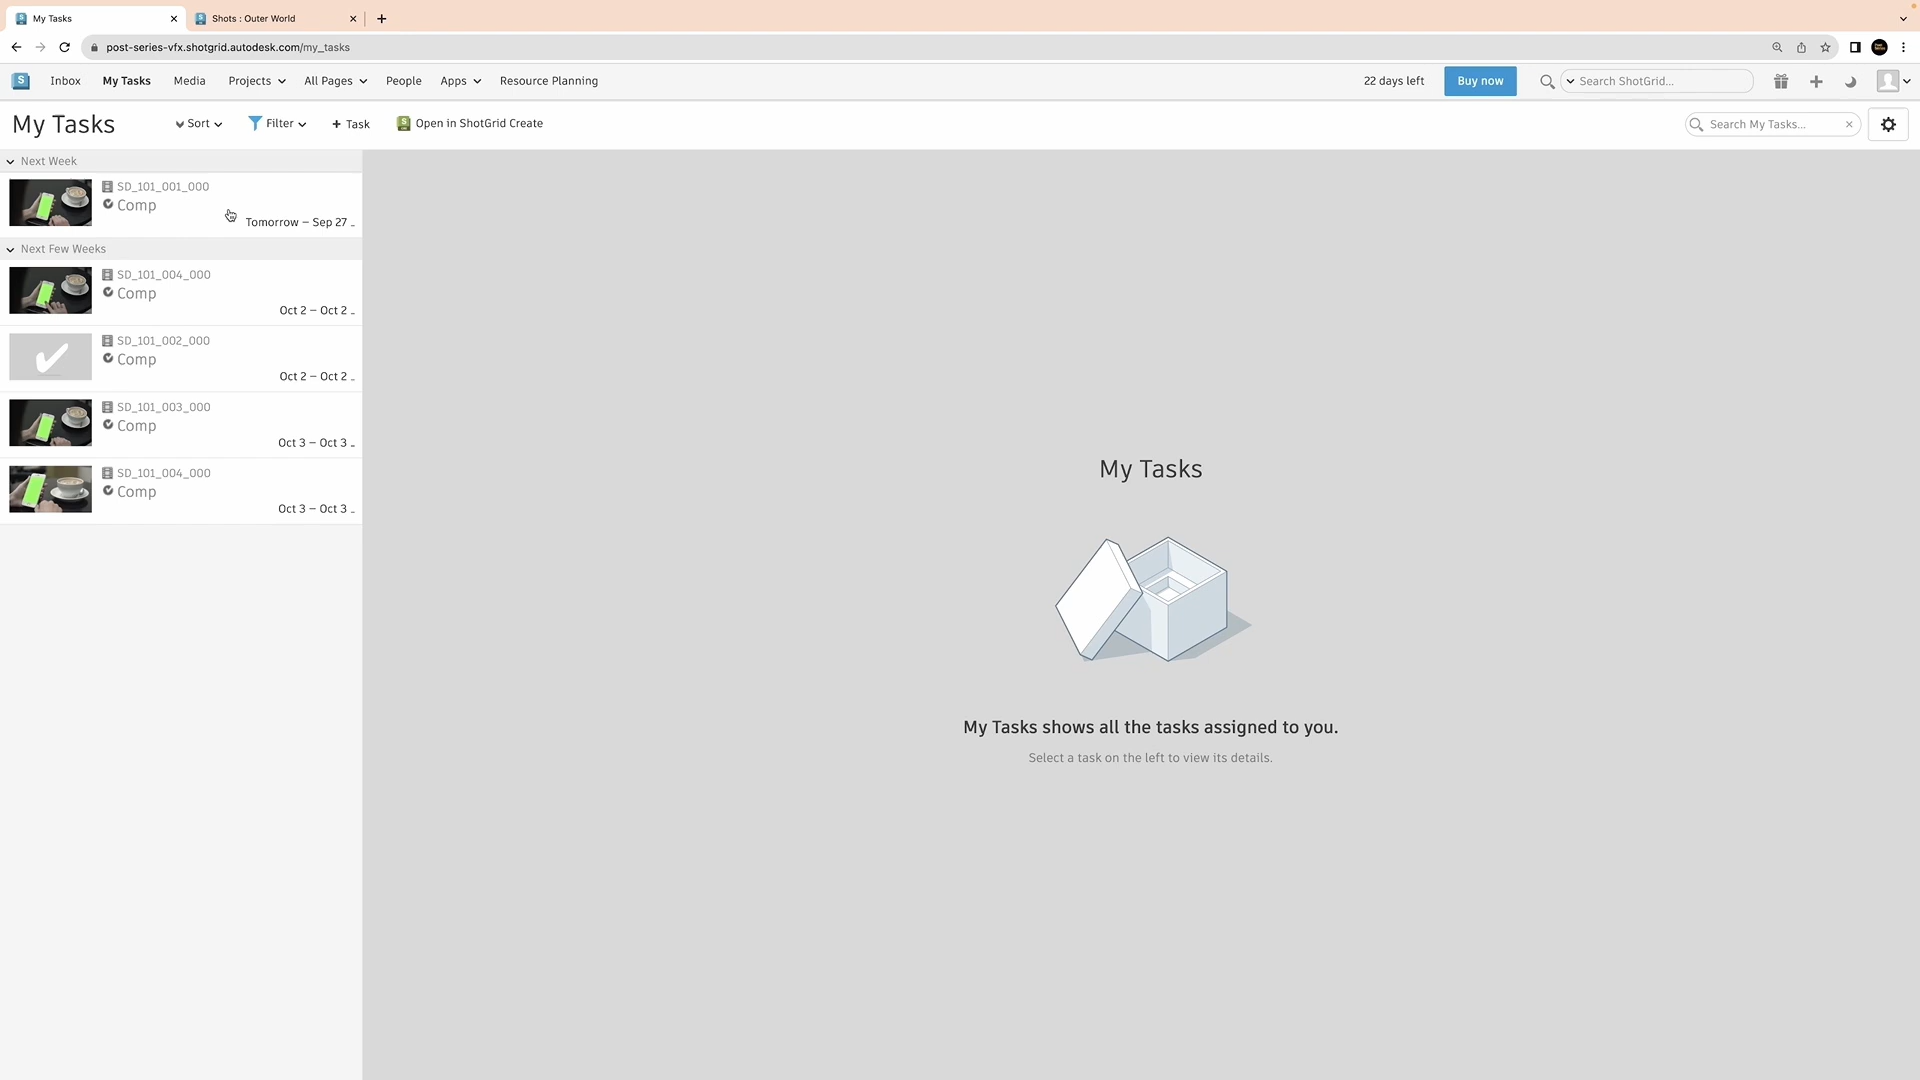 My Tasks
Shots : Outer World
post-series-vfx.shotgrid.autodesk.com/my_tasks
S Inbox My Tasks Media Projects All Pages People Apps Resource Planning 22 days left Buy now Search ShotGrid...
My Tasks Sort Filter + Task Open in ShotGrid Create Search My Tasks...
Next Week
SD_101_001_000
Comp
Tomorrow – Sep 27
Next Few Weeks
SD_101_004_000
Comp
Oct 2 – Oct 2
SD_101_002_000
Comp
Oct 2 – Oct 2
SD_101_003_000
Comp
Oct 3 – Oct 3
SD_101_004_000
Comp
Oct 3 – Oct 3
My Tasks
My Tasks shows all the tasks assigned to you.
Select a task on the left to view its details.